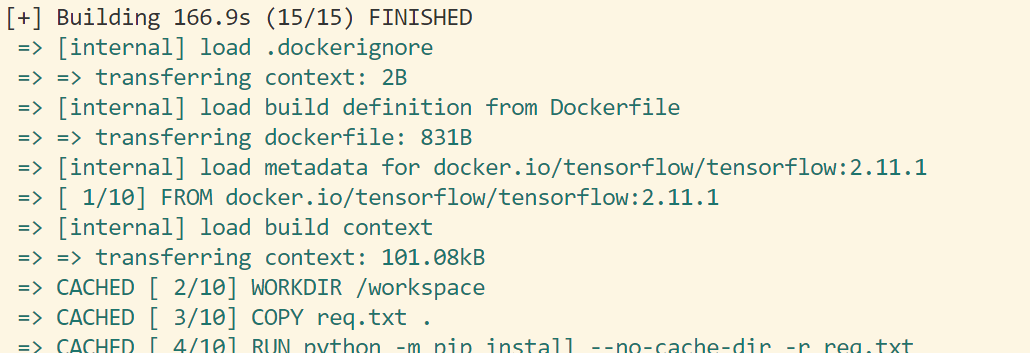 [+] Building 166.9s (15/15) FINISHED
=> [internal] load .dockerignore
=> => transferring context: 2B
=> [internal] load build definition from Dockerfile
=> => transferring dockerfile: 831B
=> [internal] load metadata for docker.io/tensorflow/tensorflow:2.11.1
=> [ 1/10] FROM docker.io/tensorflow/tensorflow:2.11.1
=> [internal] load build context
=> => transferring context: 101.08kB
=> CACHED [ 2/10] WORKDIR /workspace
=> CACHED [ 3/10] COPY req.txt .
=> CACHED [ 4/10] RUN python -m pip install --no-cache-dir -r req.txt